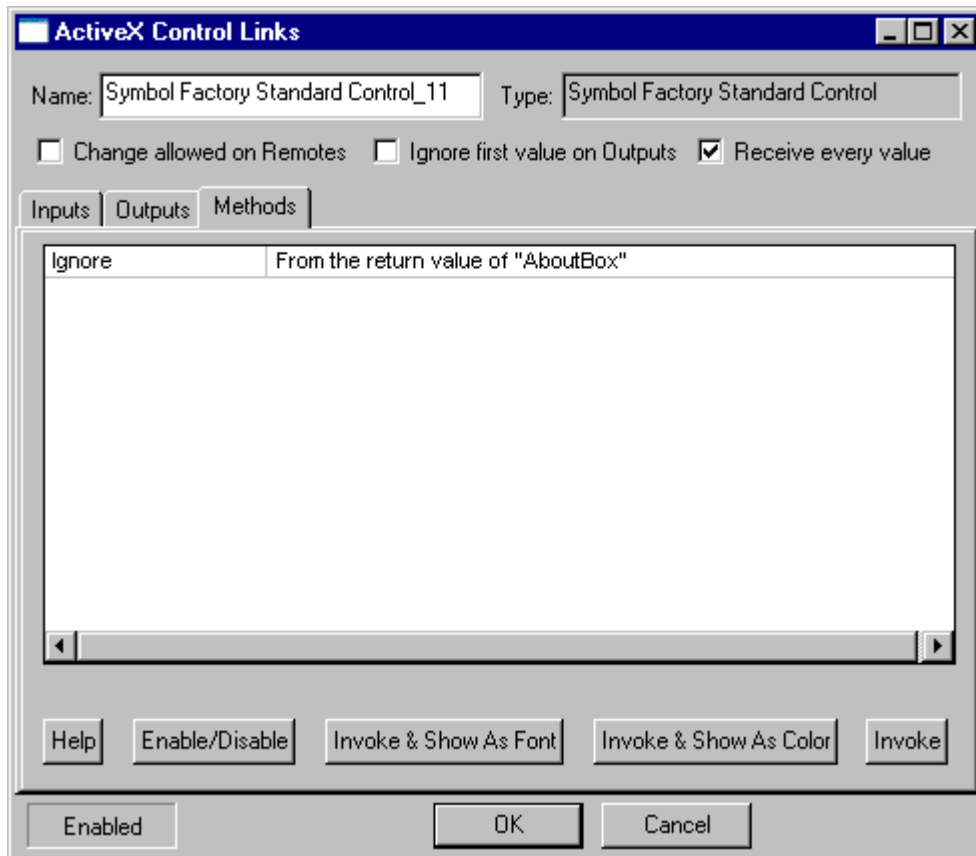 ActiveX Control Links
Name: Symbol Factory Standard Control_11 Type: Symbol Factory Standard Control
Change allowed on Remotes Ignore first value on Outputs Receive every value
Inputs Outputs Methods
Ignore From the return value of "AboutBox"
Help Enable/Disable Invoke & Show As Font Invoke & Show As Color Invoke
Enabled OK Cancel